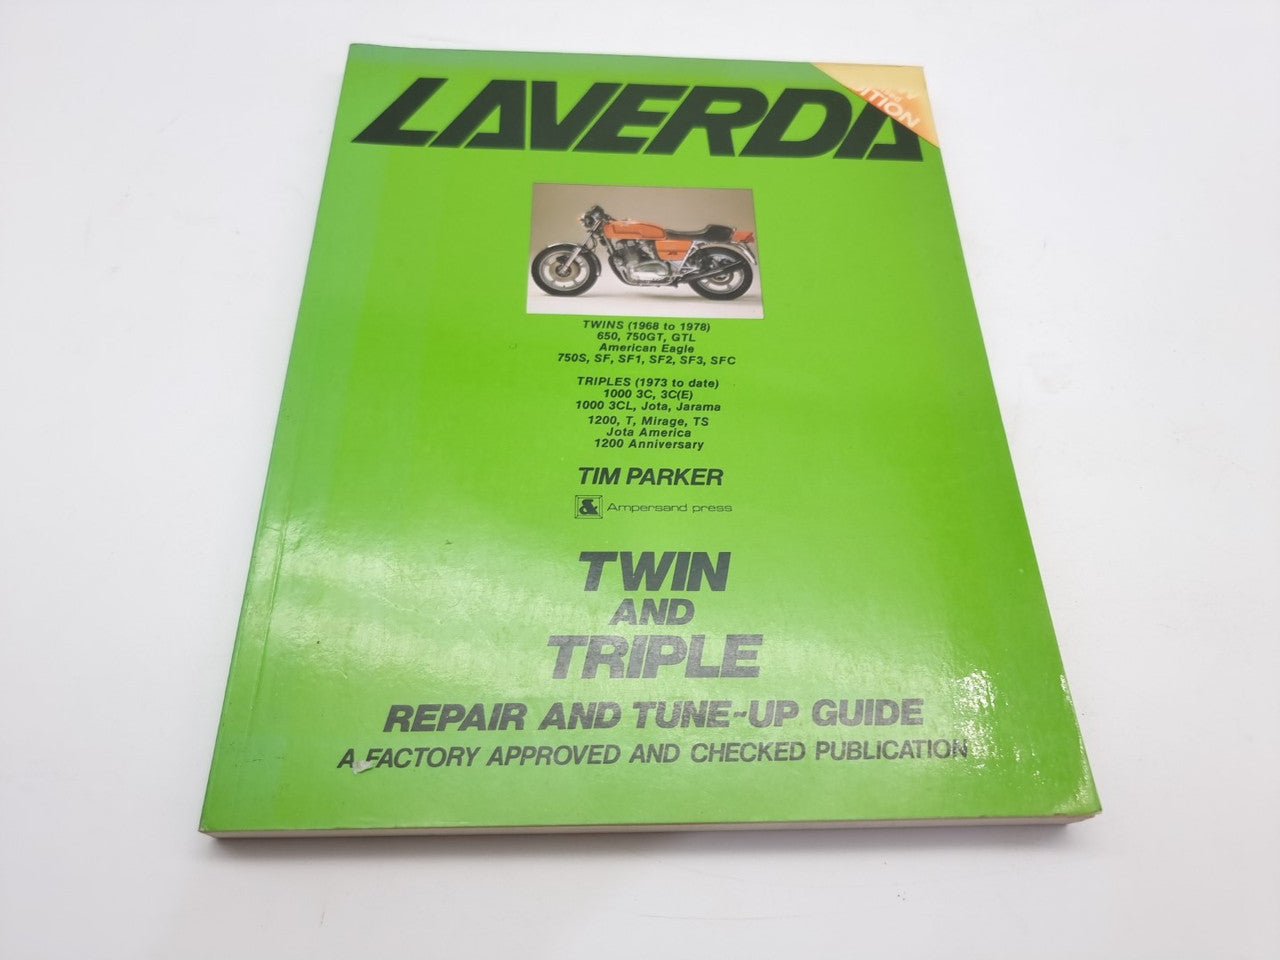 LAVERDA
EDITION
TWINS (1968 to 1978)
650, 750GT, GTL
American Eagle
750S, SF, SF1, SF2, SF3, SFC
TRIPLES (1973 to date)
1000 3C, 3C(E)
1000 3CL, Jota, Jarama
1200, T, Mirage, TS
Jota America
1200 Anniversary
TIM PARKER
& Ampersand press
TWIN
AND
TRIPLE
REPAIR AND TUNE-UP GUIDE
A FACTORY APPROVED AND CHECKED PUBLICATION